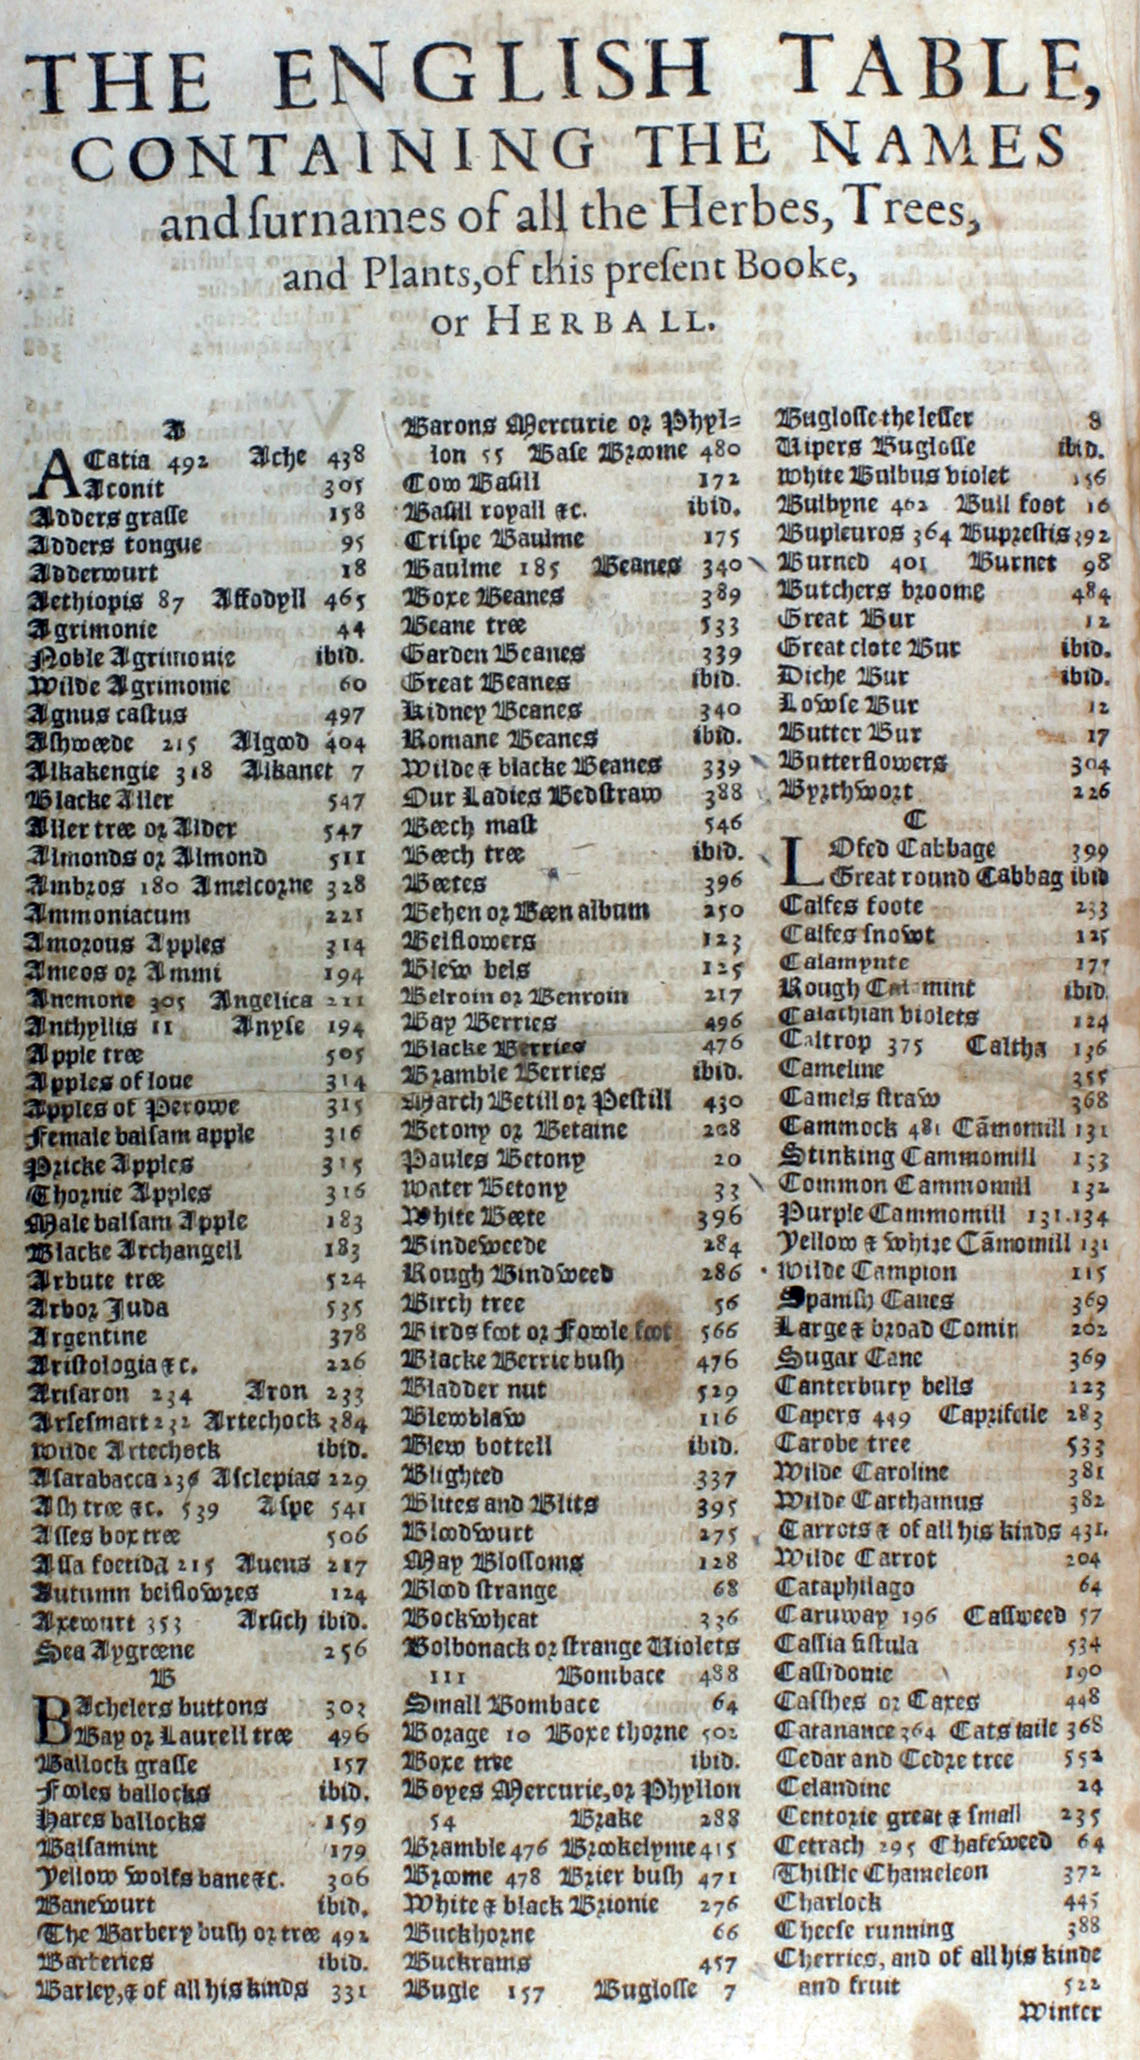 THE ENGLISH TABLE,
CONTAINING THE NAMES
and ſurnames of all the Herbes, Trees,
and Plants, of this preſent Booke,
or HERBALL.
A
ACatia 492 Ache 438
Aconit 305
Adders graſſe 158
Adders tongue 95
Adderwurt 18
Aethiopis 87 Affodyll 465
Agrimonie 44
Noble Agrimonie ibid.
Wilde Agrimonie 60
Agnus caſtus 497
Aſhweede 215 Algood 404
Alkakengie 318 Alkanet 7
Blacke Aller 547
Aller tree or Alder 547
Almonds or Almond 511
Ambros 180 Amelcorne 328
Ammoniacum 221
Amorous Apples 314
Ameos or Ammi 194
Anemone 305 Angelica 211
Anthyllis 11 Anyſe 194
Apple tree 505
Apples of loue 314
Apples of Perowe 315
Female balſam apple 316
Pricke Apples 315
Thornie Apples 316
Male balſam Apple 183
Blacke Archangell 183
Arbute tree 524
Arbor Juda 535
Argentine 378
Ariſtologia ⁊c. 226
Ariſaron 234 Aron 233
Arſeſmart 232 Artechock 384
Wilde Artechock ibid.
Aſarabacca 236 Aſclepias 229
Aſh tree ⁊c. 539 Aſpe 541
Aſſes box tree 506
Aſſa foetida 215 Auens 217
Autumn belflowres 124
Axewurt 353 Arſich ibid.
Sea Aygreene 256
B
BAchelers buttons 303
Bay or Laurell tree 496
Ballock graſſe 157
Fooles ballocks ibid.
Hares ballocks 159
Balſamint 179
Yellow wolfs bane ⁊c. 306
Banewurt ibid.
The Barbery buſh or tree 492
Barberies ibid.
Barley, ⁊ of all his kinds 331
Barons Mercurie or Phyl=
lon 55 Baſe Broome 480
Cow Baſill 172
Baſill royall ⁊c. ibid.
Criſpe Baulme 175
Baulme 185 Beanes 340
Boxe Beanes 389
Beane tree 533
Garden Beanes 339
Great Beanes ibid.
Kidney Beanes 340
Romane Beanes ibid.
Wilde ⁊ blacke Beanes 339
Our Ladies Bedſtraw 388
Beech maſt 546
Beech tree ibid.
Beetes 396
Behen or Been album 250
Belflowers 123
Blew bels 125
Belroin or Benroin 217
Bay Berries 496
Blacke Berries 476
Bramble Berries ibid.
March Betill or Peſtill 430
Betony or Betaine 208
Paules Betony 20
Water Betony 33
White Beete 396
Bindeweede 284
Rough Bindweed 286
Birch tree 56
Birds foot or Fowle foot 566
Blacke Berrie buſh 476
Bladder nut 529
Blewblaw 116
Blew bottell ibid.
Blighted 337
Blites and Blits 395
Bloodwurt 275
May Bloſſoms 128
Blood ſtrange 68
Bockwheat 336
Bolbonack or ſtrange Uiolets
111 Bombace 488
Small Bombace 64
Borage 10 Boxe thorne 502
Boxe tree ibid.
Boyes Mercurie, or Phyllon
54 Brake 288
Bramble 476 Brookelyme 415
Broome 478 Brier buſh 471
White ⁊ black Brionie 276
Buckhorne 66
Buckrams 457
Bugle 157 Bugloſſe 7
Bugloſſe the leſſer 8
Uipers Bugloſſe ibid.
White Bulbus violet 156
Bulbyne 462 Bull foot 16
Bupleuros 364 Bupreſtis 392
Burned 401 Burnet 98
Butchers broome 484
Great Bur 12
Great clote Bur ibid.
Diche Bur ibid.
Lowſe Bur 12
Butter Bur 17
Butterflowers 304
Byrthwort 226
C
LOfed Cabbage 399
Great round Cabbag ibid
Calfes foote 233
Calfes ſnowt 125
Calamynte 177
Rough Calamint ibid.
Calathian violets 124
Caltrop 375 Caltha 136
Cameline 355
Camels ſtraw 368
Cammock 481 Cãmomill 131
Stinking Cammomill 133
Common Cammomill 132
Purple Cammomill 131.134
Yellow ⁊ white Cãmomill 131
Wilde Campion 115
Spaniſh Canes 369
Large ⁊ broad Comin 202
Sugar Cane 369
Canterbury bells 123
Capers 449 Caprifoile 283
Carobe tree 533
Wilde Caroline 381
Wilde Carthamus 382
Carrots ⁊ of all his kinds 431.
Wilde Carrot 204
Cataphilago 64
Caruway 196 Caſſweed 57
Caſſia fiſtula 534
Caſſidonie 190
Caſſhes or Caxes 448
Catanance 364 Cats taile 368
Cedar and Cedre tree 552
Celandine 24
Centorie great ⁊ ſmall 235
Cetrach 295 Chafeweed 64
Thiſtle Chameleon 372
Charlock 445
Cheeſe running 388
Cherries, and of all his kinde
and fruit 522
Winter